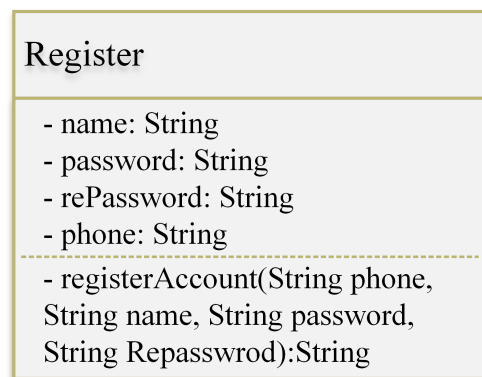 Register
- name: String
- password: String
- rePassword: String
- phone: String
- registerAccount(String phone,
String name, String password,
String Repasswrod):String